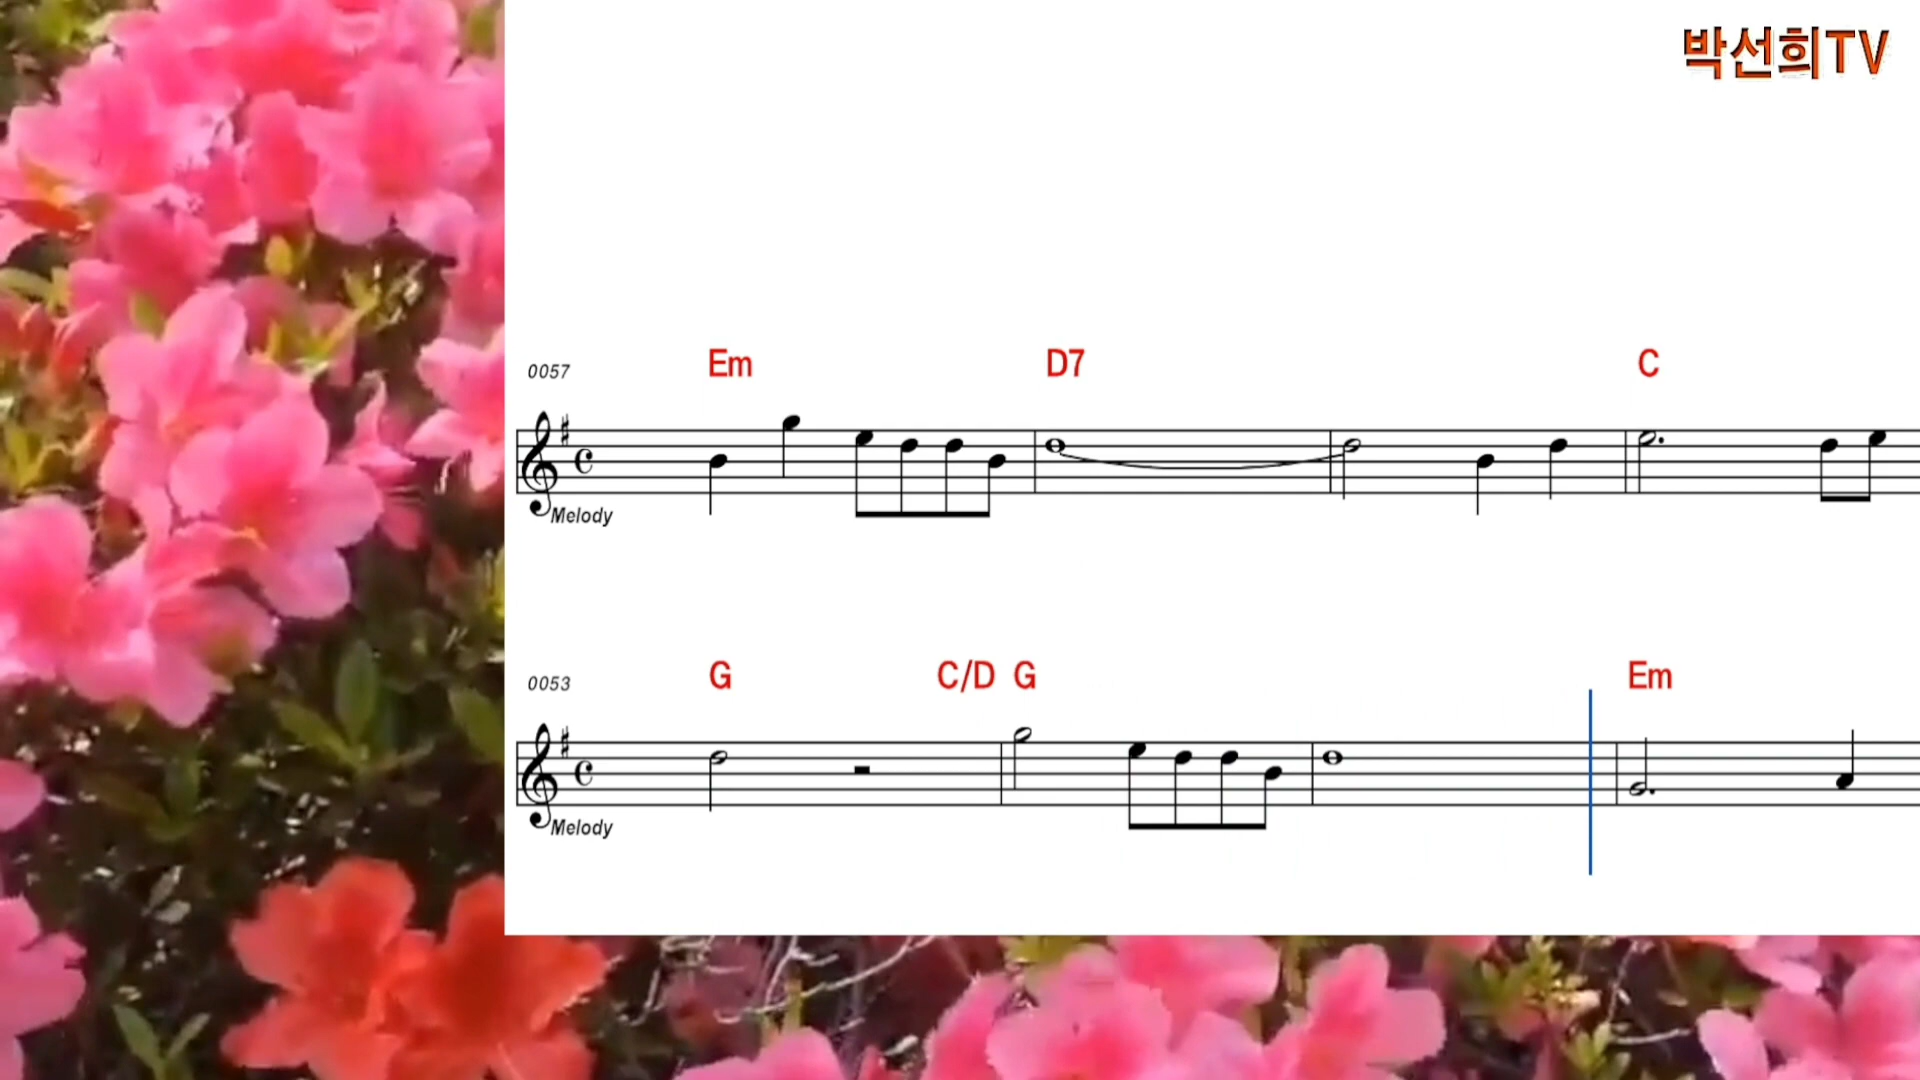 박선희TV
0057 Em D7 C
Melody
0053 G C/D G Em
Melody